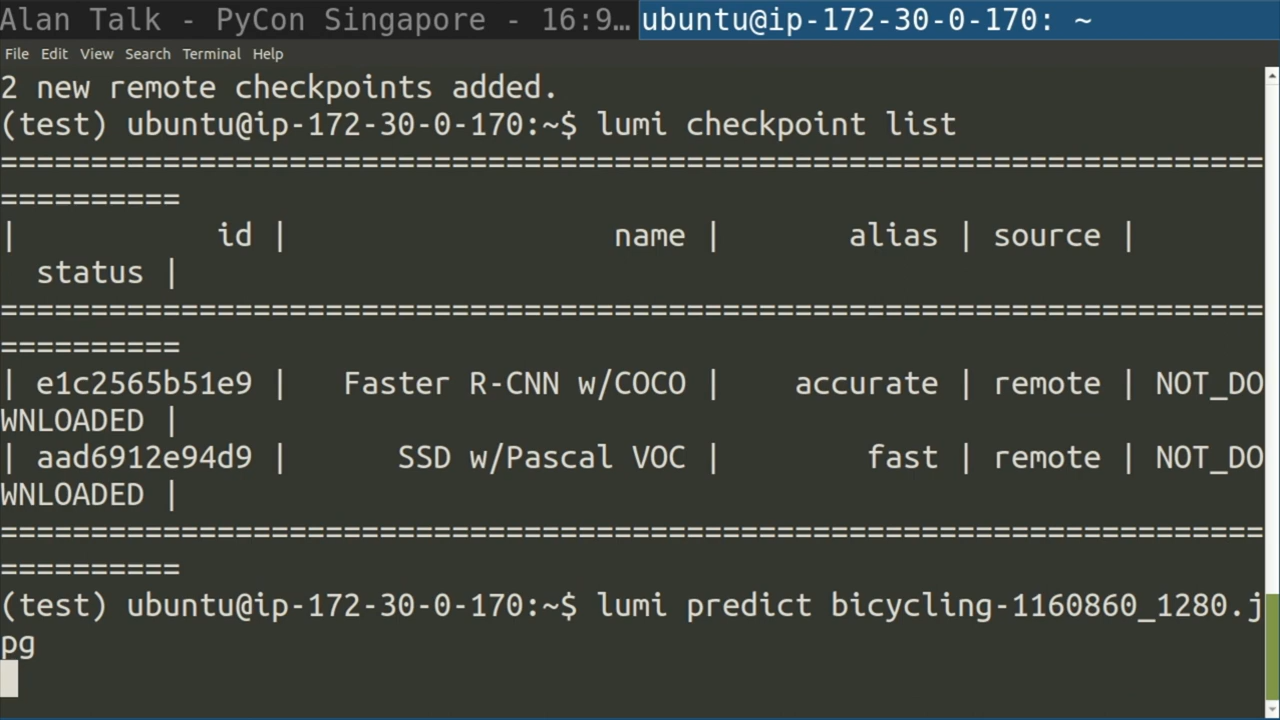 Alan Talk - PyCon Singapore - 16:9…
ubuntu@ip-172-30-0-170: ~
File Edit View Search Terminal Help
2 new remote checkpoints added.
(test) ubuntu@ip-172-30-0-170:~$ lumi checkpoint list
======================================================================
==========
| id | name | alias | source |
status |
======================================================================
==========
| e1c2565b51e9 | Faster R-CNN w/COCO | accurate | remote | NOT_DO
WNLOADED |
| aad6912e94d9 | SSD w/Pascal VOC | fast | remote | NOT_DO
WNLOADED |
======================================================================
==========
(test) ubuntu@ip-172-30-0-170:~$ lumi predict bicycling-1160860_1280.j
pg